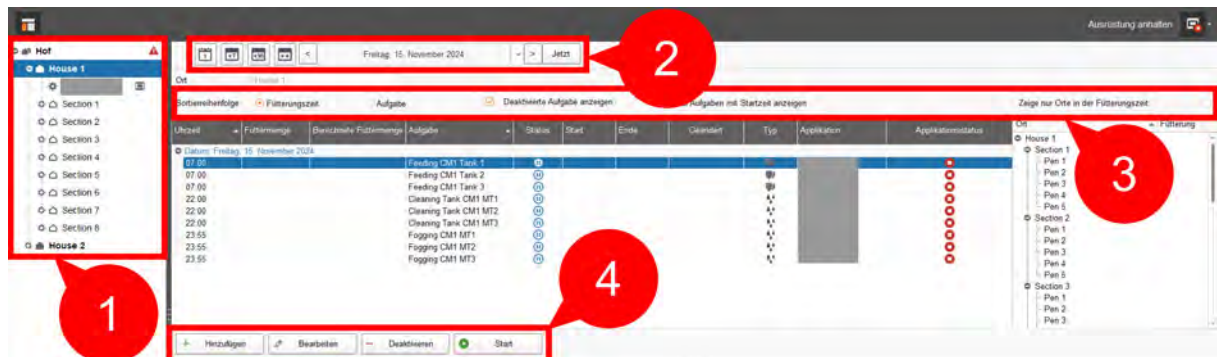 Ausrüstung anhalten
Hof
House 1
Section 1
Section 2
Section 3
Section 4
Section 5
Section 6
Section 7
Section 8
House 2
1
< Freitag, 15. November 2024 > Jetzt
2
Ort House 1
Sortierreihenfolge Fütterungszeit Aufgabe Deaktivierte Aufgabe anzeigen Aufgaben mit Startzeit anzeigen Zeige nur Orte in der Fütterungszeit
Uhrzeit Futtermenge Berechnete Futtermenge Aufgabe Status Start Ende Geändert Typ Applikation Applikationsstatus
Datum: Freitag, 15. November 2024
07:00 Feeding CM1 Tank 1
07:00 Feeding CM1 Tank 2
07:00 Feeding CM1 Tank 3
22:00 Cleaning Tank CM1 MT1
22:00 Cleaning Tank CM1 MT2
22:00 Cleaning Tank CM1 MT3
23:55 Fogging CM1 MT1
23:55 Fogging CM1 MT2
23:55 Fogging CM1 MT3
Ort Fütterung
House 1
Section 1
Pen 1
Pen 2
Pen 3
Pen 4
Pen 5
Section 2
Pen 1
Pen 2
Pen 3
Pen 4
Pen 5
Section 3
Pen 1
Pen 2
Pen 3
3
Hinzufügen Bearbeiten Deaktivieren Start
4